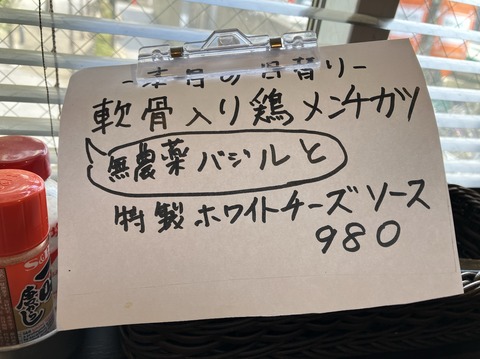 -本日の日替り-
軟骨入り鶏メンチカツ
無農薬バジルと
特製ホワイトチーズソース
980
S&B